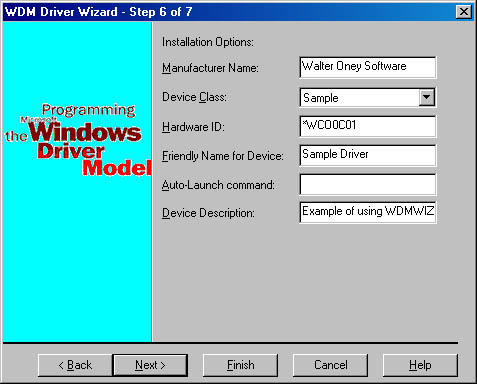 WDM Driver Wizard - Step 6 of 7
Programming
Microsoft
the Windows
Driver
Model
Installation Options:
Manufacturer Name: Walter Oney Software
Device Class: Sample
Hardware ID: *WCO0C01
Friendly Name for Device: Sample Driver
Auto-Launch command:
Device Description: Example of using WDMWIZ
< Back Next > Finish Cancel Help